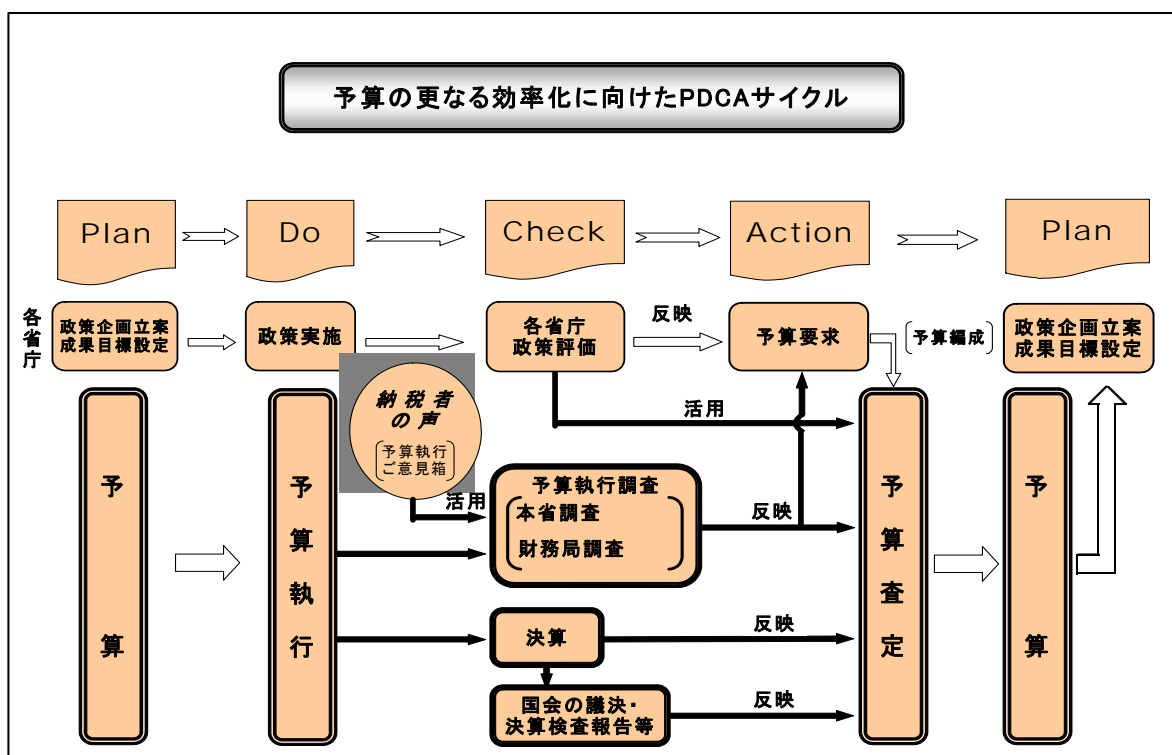 予算の更なる効率化に向けたPDCAサイクル
Plan
Do
Check
Action
Plan
各省庁
政策企画立案
成果目標設定
政策実施
各省庁
政策評価
反映
予算要求
予算編成
政策企画立案
成果目標設定
納税者
の声
予算執行
ご意見箱
活用
活用
予算
予算執行
予算執行調査
本省調査
財務局調査
反映
予算査定
予算
決算
反映
国会の議決・
決算検査報告等
反映